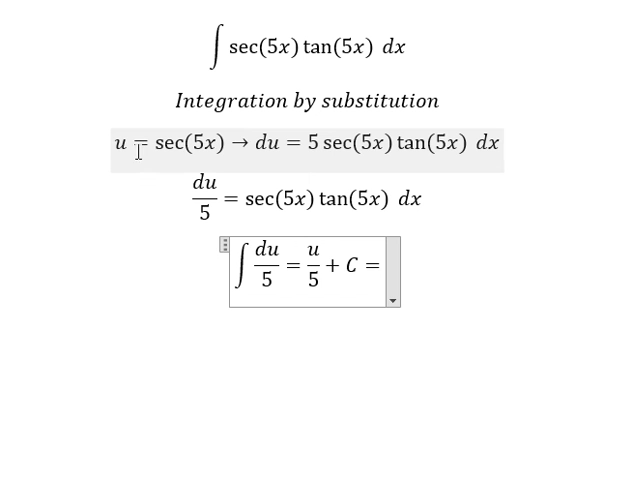 ∫ sec(5x) tan(5x) dx
Integration by substitution
u = sec(5x) → du = 5 sec(5x) tan(5x) dx
du/5 = sec(5x) tan(5x) dx
∫ du/5 = u/5 + C =